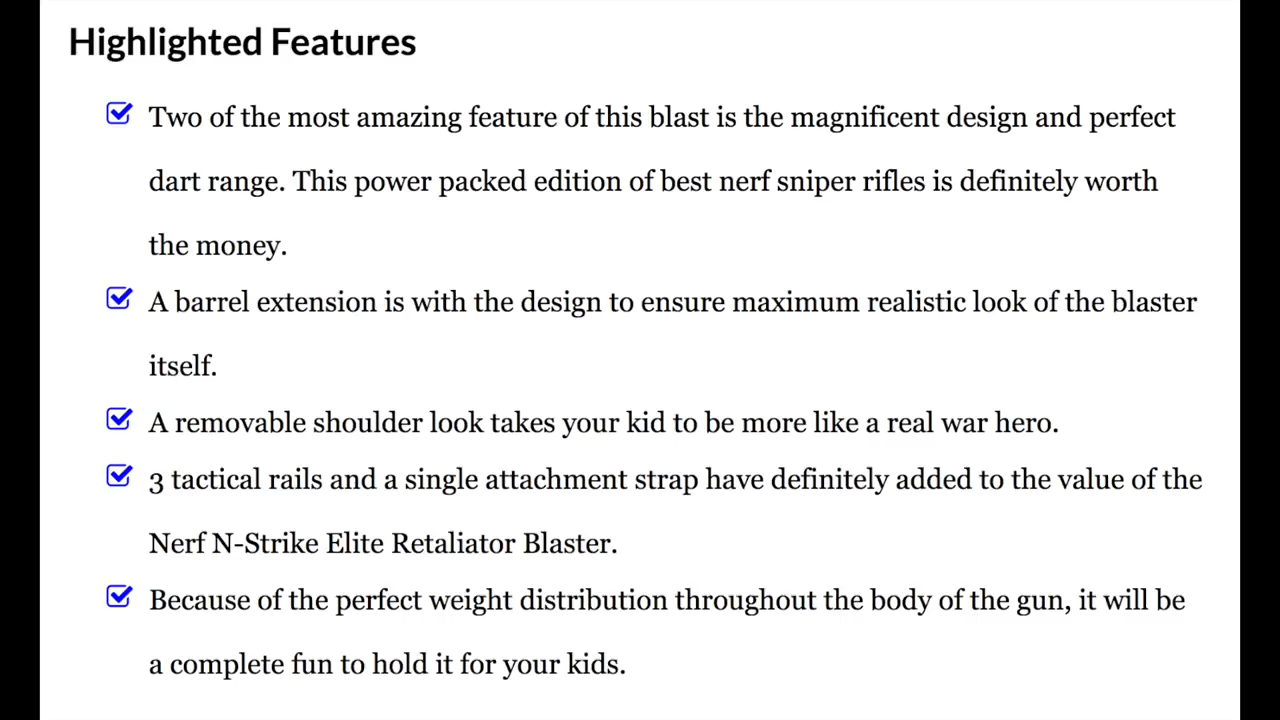 Highlighted Features
Two of the most amazing feature of this blast is the magnificent design and perfect
dart range. This power packed edition of best nerf sniper rifles is definitely worth
the money.
A barrel extension is with the design to ensure maximum realistic look of the blaster
itself.
A removable shoulder look takes your kid to be more like a real war hero.
3 tactical rails and a single attachment strap have definitely added to the value of the
Nerf N-Strike Elite Retaliator Blaster.
Because of the perfect weight distribution throughout the body of the gun, it will be
a complete fun to hold it for your kids.